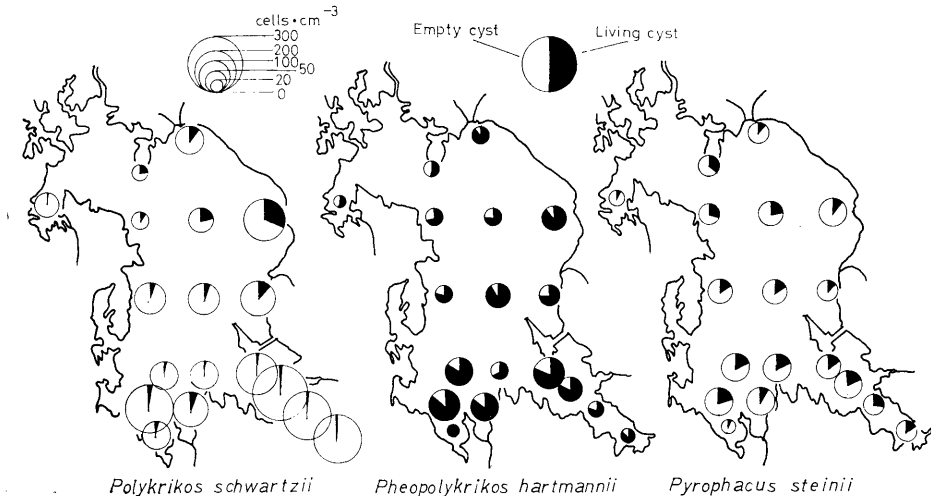 cells·cm⁻³
300
200
100
50
20
0
Empty cyst
Living cyst
Polykrikos schwartzii
Pheopolykrikos hartmannii
Pyrophacus steinii